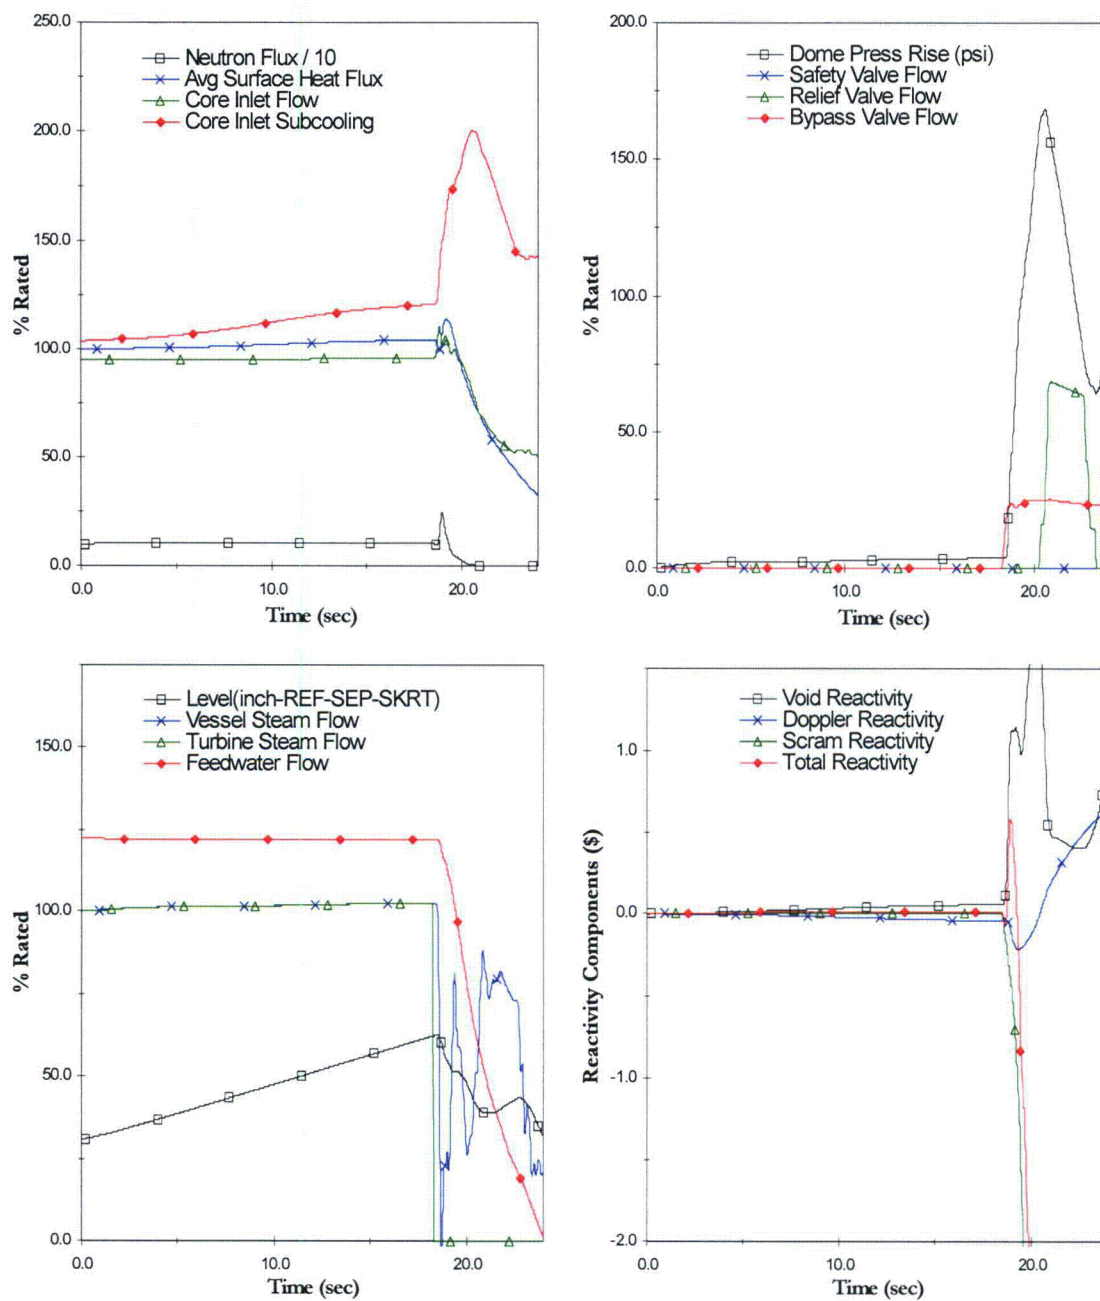 250.0
200.0
150.0
100.0
50.0
0.0
% Rated
Neutron Flux / 10
Avg Surface Heat Flux
Core Inlet Flow
Core Inlet Subcooling
0.0
10.0
20.0
Time (sec)
200.0
150.0
100.0
50.0
0.0
% Rated
Dome Press Rise (psi)
Safety Valve Flow
Relief Valve Flow
Bypass Valve Flow
0.0
10.0
20.0
Time (sec)
150.0
100.0
50.0
0.0
% Rated
Level(inch-REF-SEP-SKRT)
Vessel Steam Flow
Turbine Steam Flow
Feedwater Flow
0.0
10.0
20.0
Time (sec)
1.0
0.0
-1.0
-2.0
Reactivity Components ($)
Void Reactivity
Doppler Reactivity
Scram Reactivity
Total Reactivity
0.0
10.0
20.0
Time (sec)